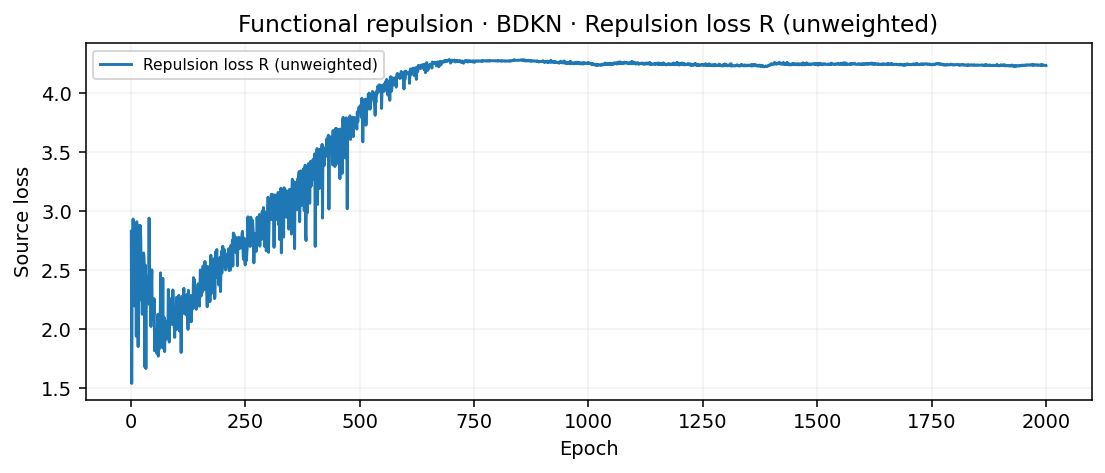 Functional repulsion · BDKN · Repulsion loss R (unweighted)
Repulsion loss R (unweighted)
Source loss
4.0
3.5
3.0
2.5
2.0
1.5
0 250 500 750 1000 1250 1500 1750 2000
Epoch